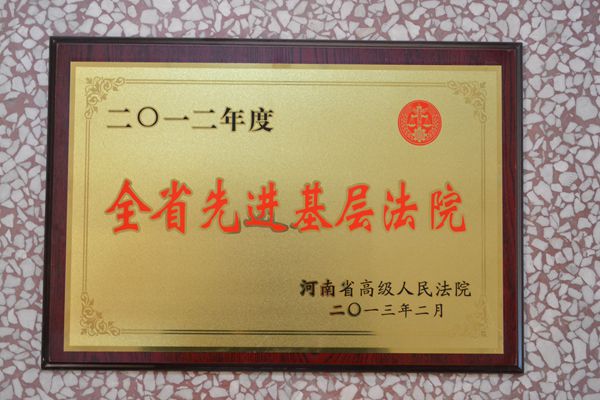 二〇一二年度
全省先进基层法院
河南省高级人民法院
二〇一三年二月